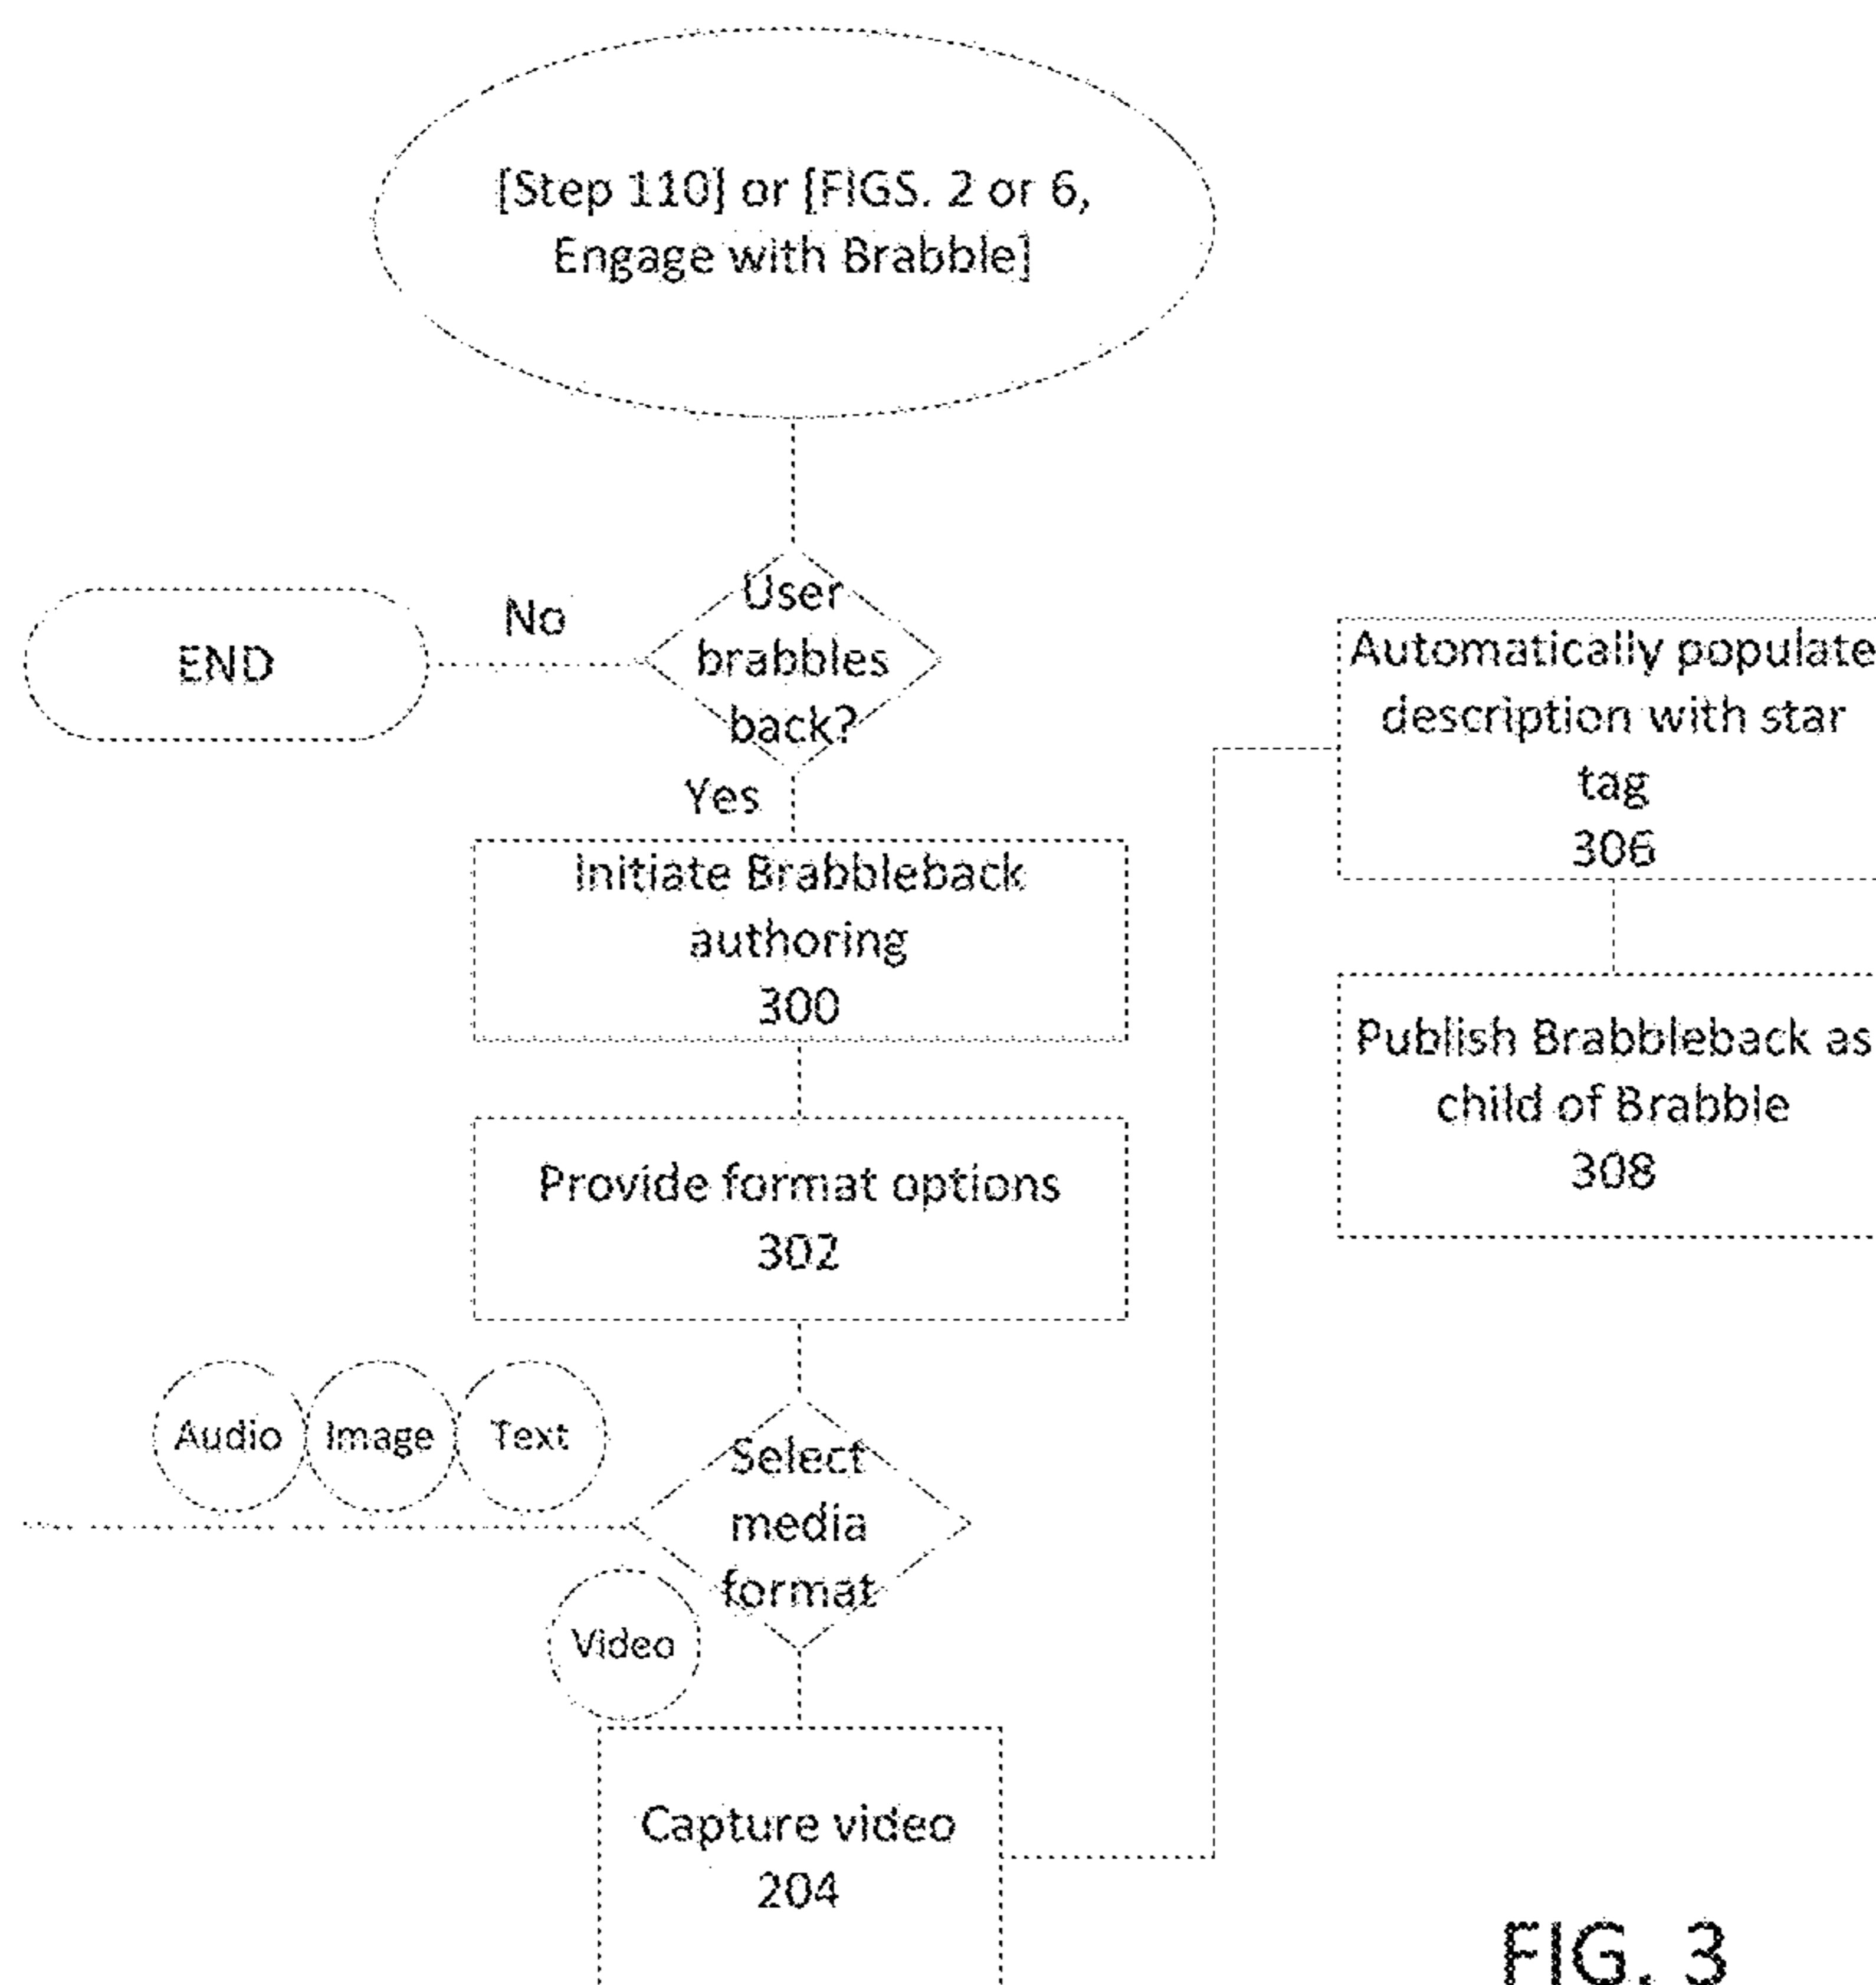 [Step 110] or [FIGS. 2 or 6,
Engage with Brabble]
User
brabbles
back?
No
END
Yes
Initiate Brabbleback
authoring
300
Provide format options
302
Select
media
format
Audio
Image
Text
Video
Capture video
204
Automatically populate
description with star
tag
306
Publish Brabbleback as
child of Brabble
308
FIG. 3